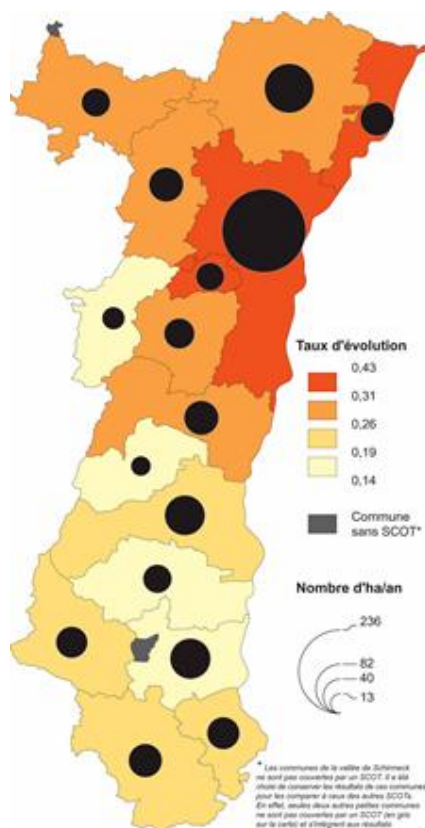 Taux d'évolution
0,43
0,31
0,26
0,19
0,14
Commune
sans SCOT*
Nombre d'ha/an
236
82
40
13
* Les communes de la vallée de Schirmeck
ne sont pas couvertes par un SCOT. Il a été
choisi de conserver les résultats de ces communes
pour les comparer à ceux des autres SCOTs.
En effet, seules deux autres petites communes
ne sont pas couvertes par un SCOT (en gris
sur la carte) et s'intègrent aux résultats